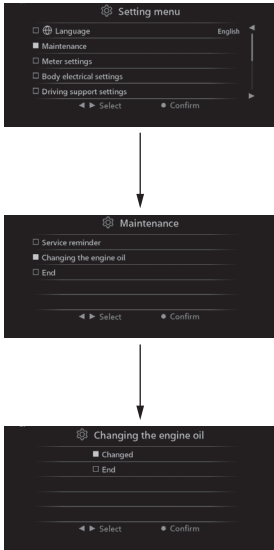 Setting menu
Language English
Maintenance
Meter settings
Body electrical settings
Driving support settings
◀ ▶ Select ● Confirm
Maintenance
Service reminder
Changing the engine oil
End
◀ ▶ Select ● Confirm
Changing the engine oil
Changed
End
◀ ▶ Select ● Confirm